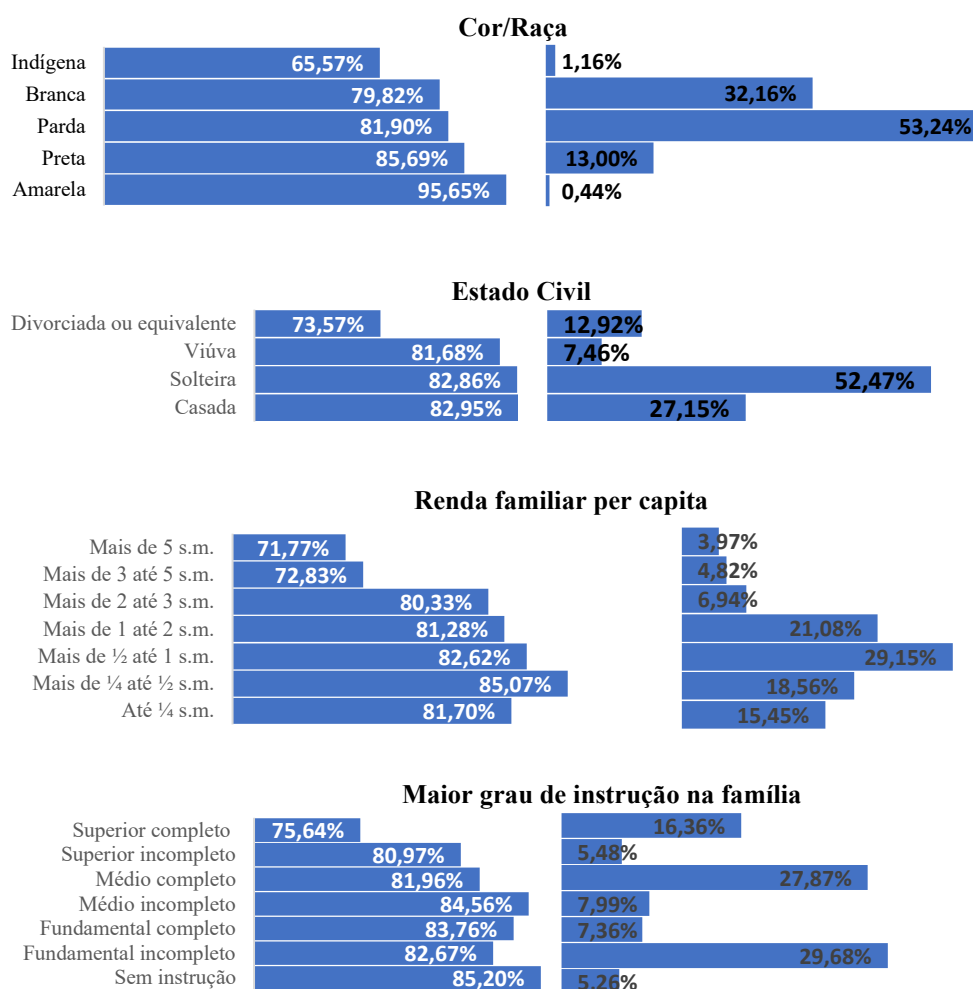 Cor/Raça
Indígena 65,57% 1,16%
Branca 79,82% 32,16%
Parda 81,90% 53,24%
Preta 85,69% 13,00%
Amarela 95,65% 0,44%
Estado Civil
Divorciada ou equivalente 73,57% 12,92%
Viúva 81,68% 7,46%
Solteira 82,86% 52,47%
Casada 82,95% 27,15%
Renda familiar per capita
Mais de 5 s.m. 71,77% 3,97%
Mais de 3 até 5 s.m. 72,83% 4,82%
Mais de 2 até 3 s.m. 80,33% 6,94%
Mais de 1 até 2 s.m. 81,28% 21,08%
Mais de ½ até 1 s.m. 82,62% 29,15%
Mais de ¼ até ½ s.m. 85,07% 18,56%
Até ¼ s.m. 81,70% 15,45%
Maior grau de instrução na família
Superior completo 75,64% 16,36%
Superior incompleto 80,97% 5,48%
Médio completo 81,96% 27,87%
Médio incompleto 84,56% 7,99%
Fundamental completo 83,76% 7,36%
Fundamental incompleto 82,67% 29,68%
Sem instrução 85,20% 5,26%